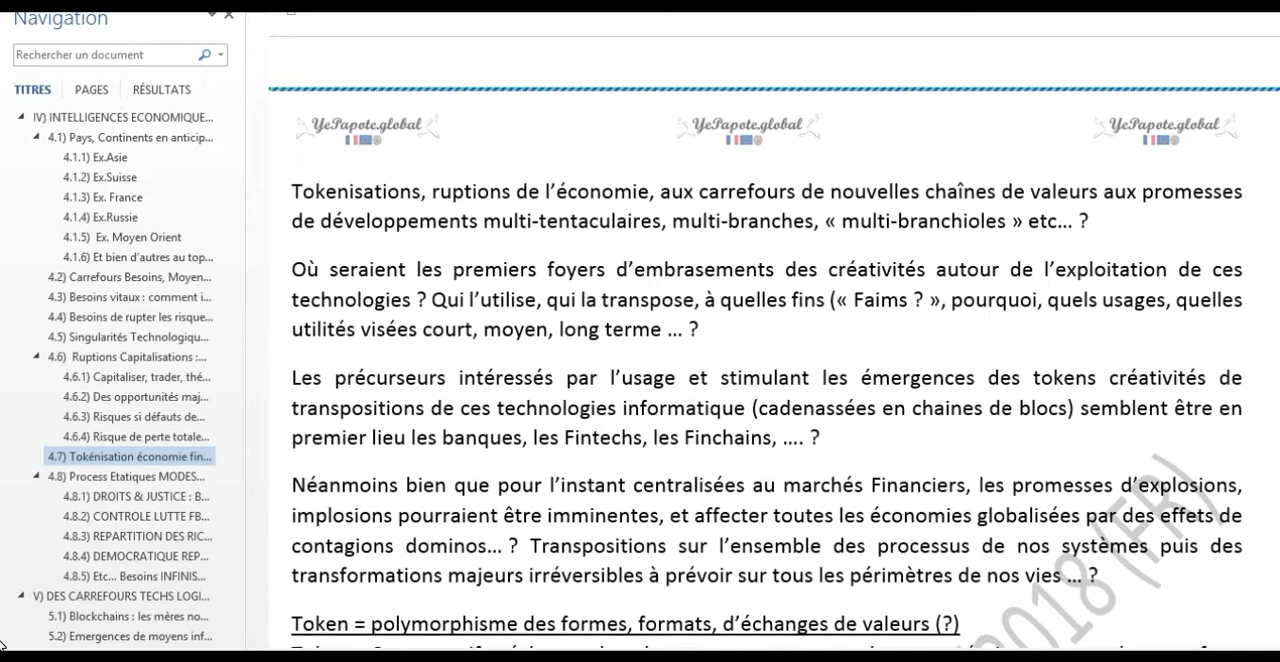 Navigation
Rechercher un document
TITRES PAGES RÉSULTATS
IV) INTELLIGENCES ECONOMIQUE...
4.1) Pays, Continents en anticip...
4.1.1) Ex.Asie
4.1.2) Ex.Suisse
4.1.3) Ex. France
4.1.4) Ex.Russie
4.1.5) Ex. Moyen Orient
4.1.6) Et bien d'autres au top...
4.2) Carrefours Besoins, Moyen...
4.3) Besoins vitaux : comment i...
4.4) Besoins de rupter les risque...
4.5) Singularités Technologiqu...
4.6) Ruptions Capitalisations :...
4.6.1) Capitaliser, trader, thé...
4.6.2) Des opportunités maj...
4.6.3) Risques si défauts de...
4.6.4) Risque de perte totale...
4.7) Tokénisation économie fin...
4.8) Process Etatiques MODES...
4.8.1) DROITS & JUSTICE : B...
4.8.2) CONTROLE LUTTE FB...
4.8.3) REPARTITION DES RIC...
4.8.4) DEMOCRATIQUE REP...
4.8.5) Etc... Besoins INFINIS...
V) DES CARREFOURS TECHS LOGI...
5.1) Blockchains : les mères no...
5.2) Emergences de moyens inf...
YePapote.global YePapote.global YePapote.global
Tokenisations, ruptions de l'économie, aux carrefours de nouvelles chaînes de valeurs aux promesses
de développements multi-tentaculaires, multi-branches, « multi-branchioles » etc... ?
Où seraient les premiers foyers d'embrasements des créativités autour de l'exploitation de ces
technologies ? Qui l'utilise, qui la transpose, à quelles fins (« Faims ? », pourquoi, quels usages, quelles
utilités visées court, moyen, long terme ... ?
Les précurseurs intéressés par l'usage et stimulant les émergences des tokens créativités de
transpositions de ces technologies informatique (cadenassées en chaines de blocs) semblent être en
premier lieu les banques, les Fintechs, les Finchains, .... ?
Néanmoins bien que pour l'instant centralisées au marchés Financiers, les promesses d'explosions,
implosions pourraient être imminentes, et affecter toutes les économies globalisées par des effets de
contagions dominos... ? Transpositions sur l'ensemble des processus de nos systèmes puis des
transformations majeurs irréversibles à prévoir sur tous les périmètres de nos vies ... ?
Token = polymorphisme des formes, formats, d'échanges de valeurs (?)
2018 (FR)